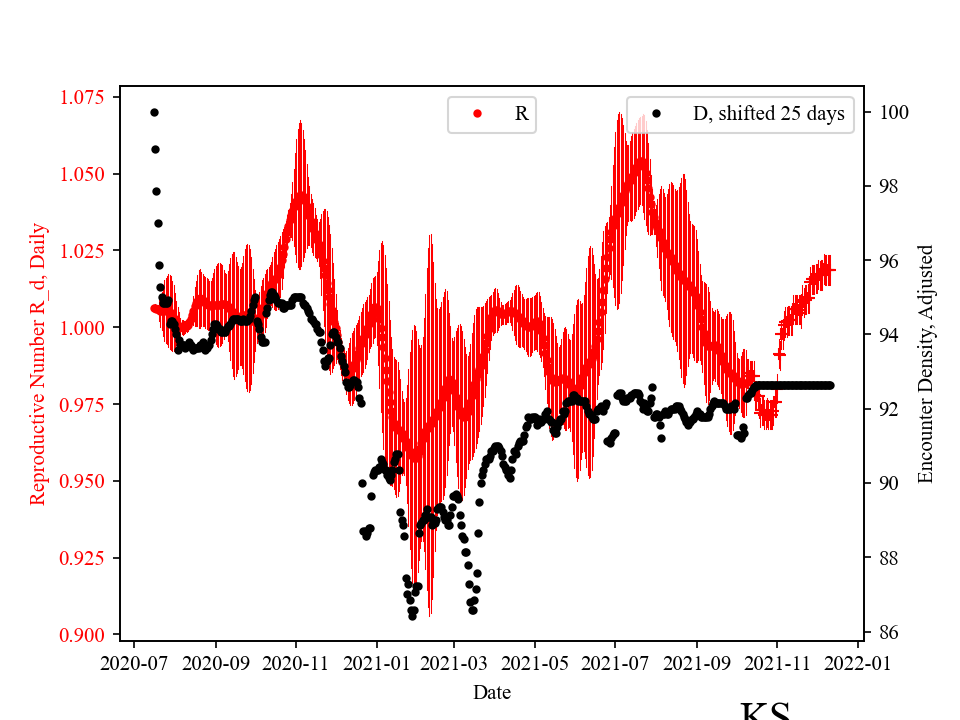 R
D, shifted 25 days
Reproductive Number R_d, Daily
1.075
1.050
1.025
1.000
0.975
0.950
0.925
0.900
100
98
96
94
92
90
88
86
Encounter Density, Adjusted
2020-07 2020-09 2020-11 2021-01 2021-03 2021-05 2021-07 2021-09 2021-11 2022-01
Date
KS